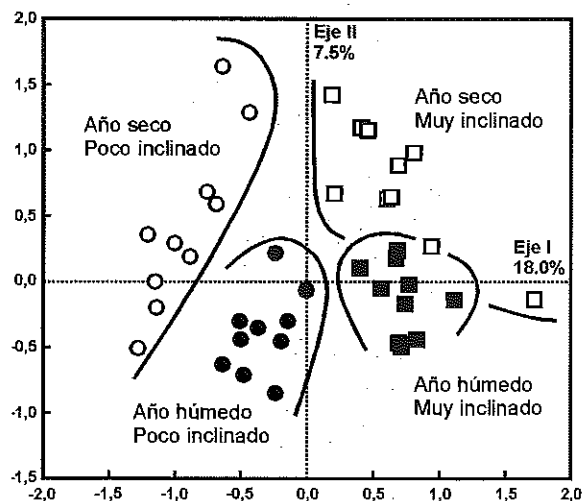 2,0
1,5
1,0
0,5
0,0
-0,5
-1,0
-1,5
Eje II
7.5%
Año seco
Poco inclinado
Año seco
Muy inclinado
Eje I
18.0%
Año húmedo
Poco inclinado
Año húmedo
Muy inclinado
-2,0 -1,5 -1,0 -0,5 0,0 0,5 1,0 1,5 2,0